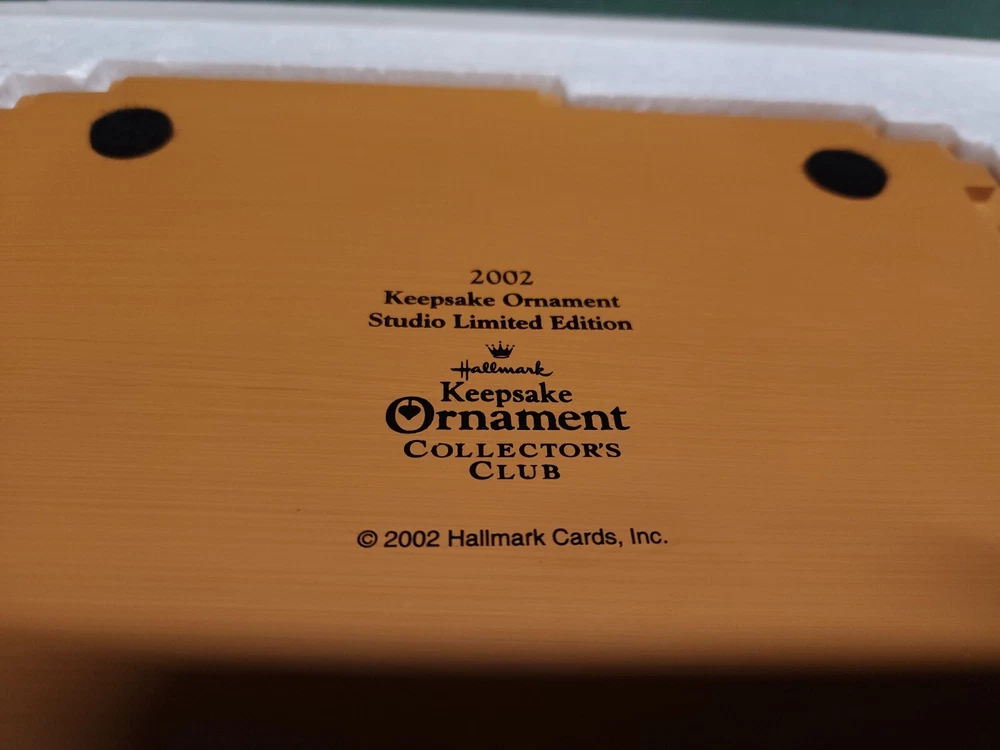 2002
Keepsake Ornament
Studio Limited Edition
Hallmark
Keepsake
Ornament
COLLECTOR'S
CLUB
© 2002 Hallmark Cards, Inc.